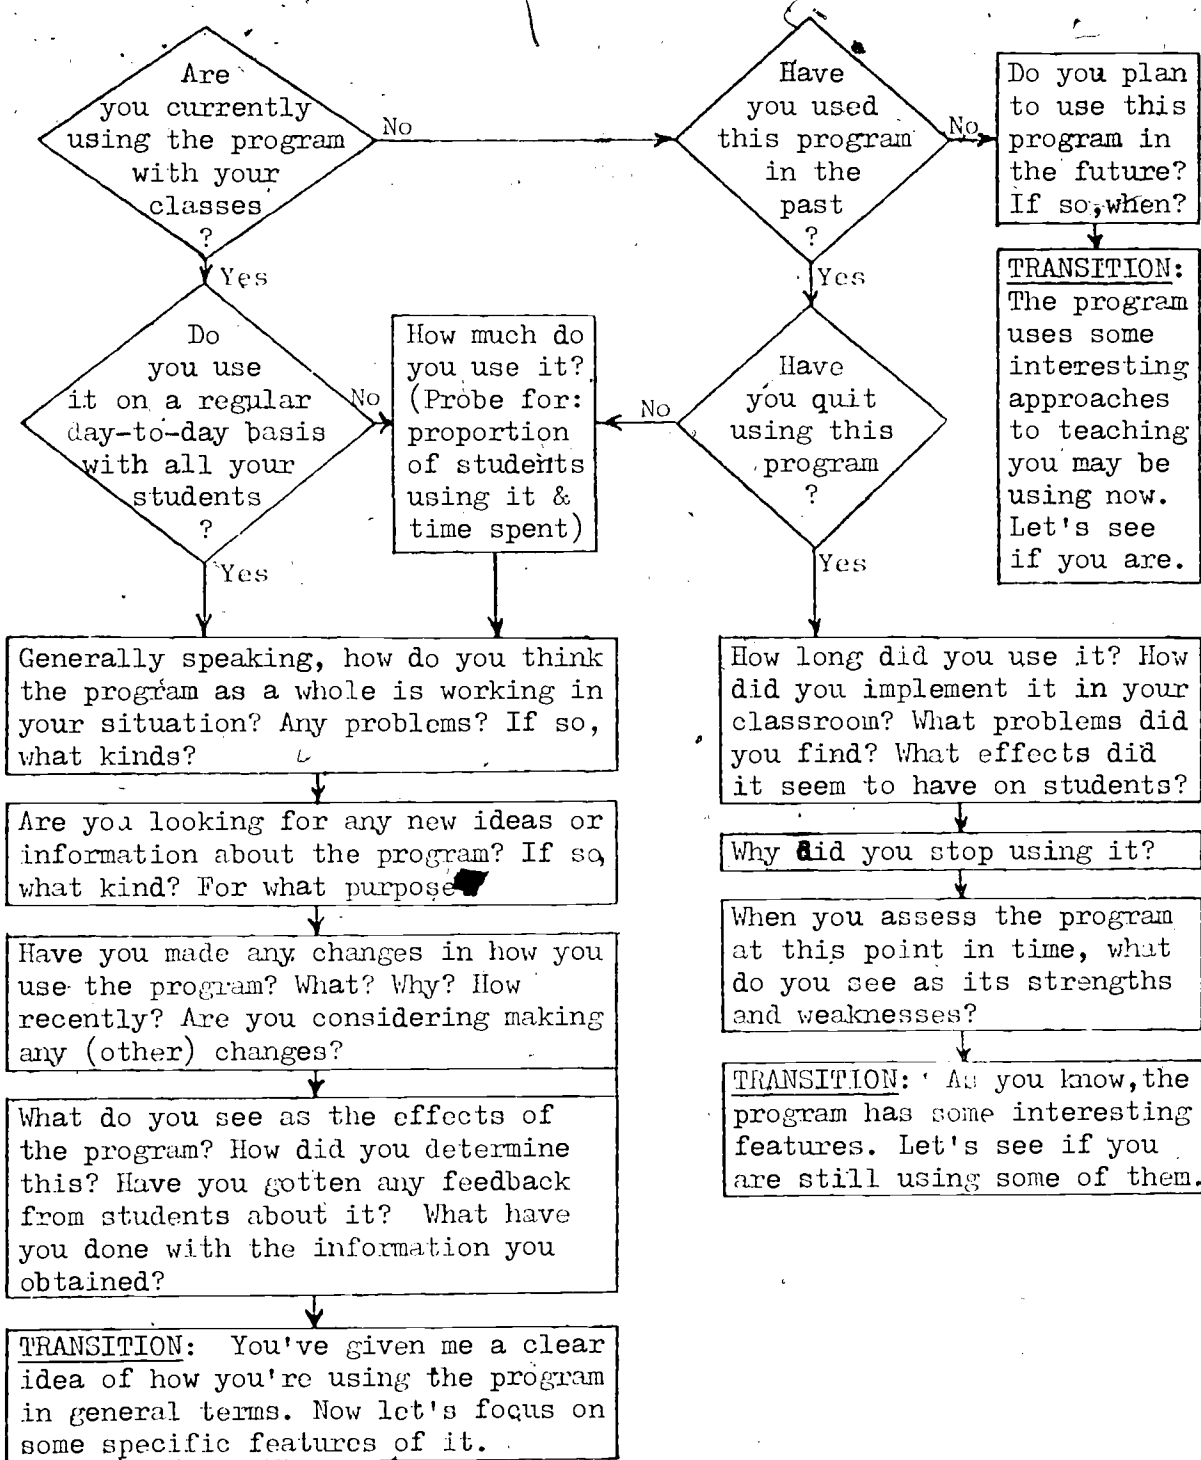 Are
you currently
using the program
with your
classes
?
No
Have
you used
this program
in the
past
?
No
Do you plan
to use this
program in
the future?
If so, when?
Yes
Yes
TRANSITION:
The program
uses some
interesting
approaches
to teaching
you may be
using now.
Let's see
if you are.
Do
you use
it on a regular
day-to-day basis
with all your
students
?
No
How much do
you use it?
(Probe for:
proportion
of students
using it &
time spent)
No
Have
you quit
using this
program
?
Yes
Yes
Generally speaking, how do you think
the program as a whole is working in
your situation? Any problems? If so,
what kinds?
Are you looking for any new ideas or
information about the program? If so,
what kind? For what purpose
Have you made any changes in how you
use the program? What? Why? How
recently? Are you considering making
any (other) changes?
What do you see as the effects of
the program? How did you determine
this? Have you gotten any feedback
from students about it? What have
you done with the information you
obtained?
TRANSITION: You've given me a clear
idea of how you're using the program
in general terms. Now let's focus on
some specific features of it.
How long did you use it? How
did you implement it in your
classroom? What problems did
you find? What effects did
it seem to have on students?
Why did you stop using it?
When you assess the program
at this point in time, what
do you see as its strengths
and weaknesses?
TRANSITION: As you know, the
program has some interesting
features. Let's see if you
are still using some of them.